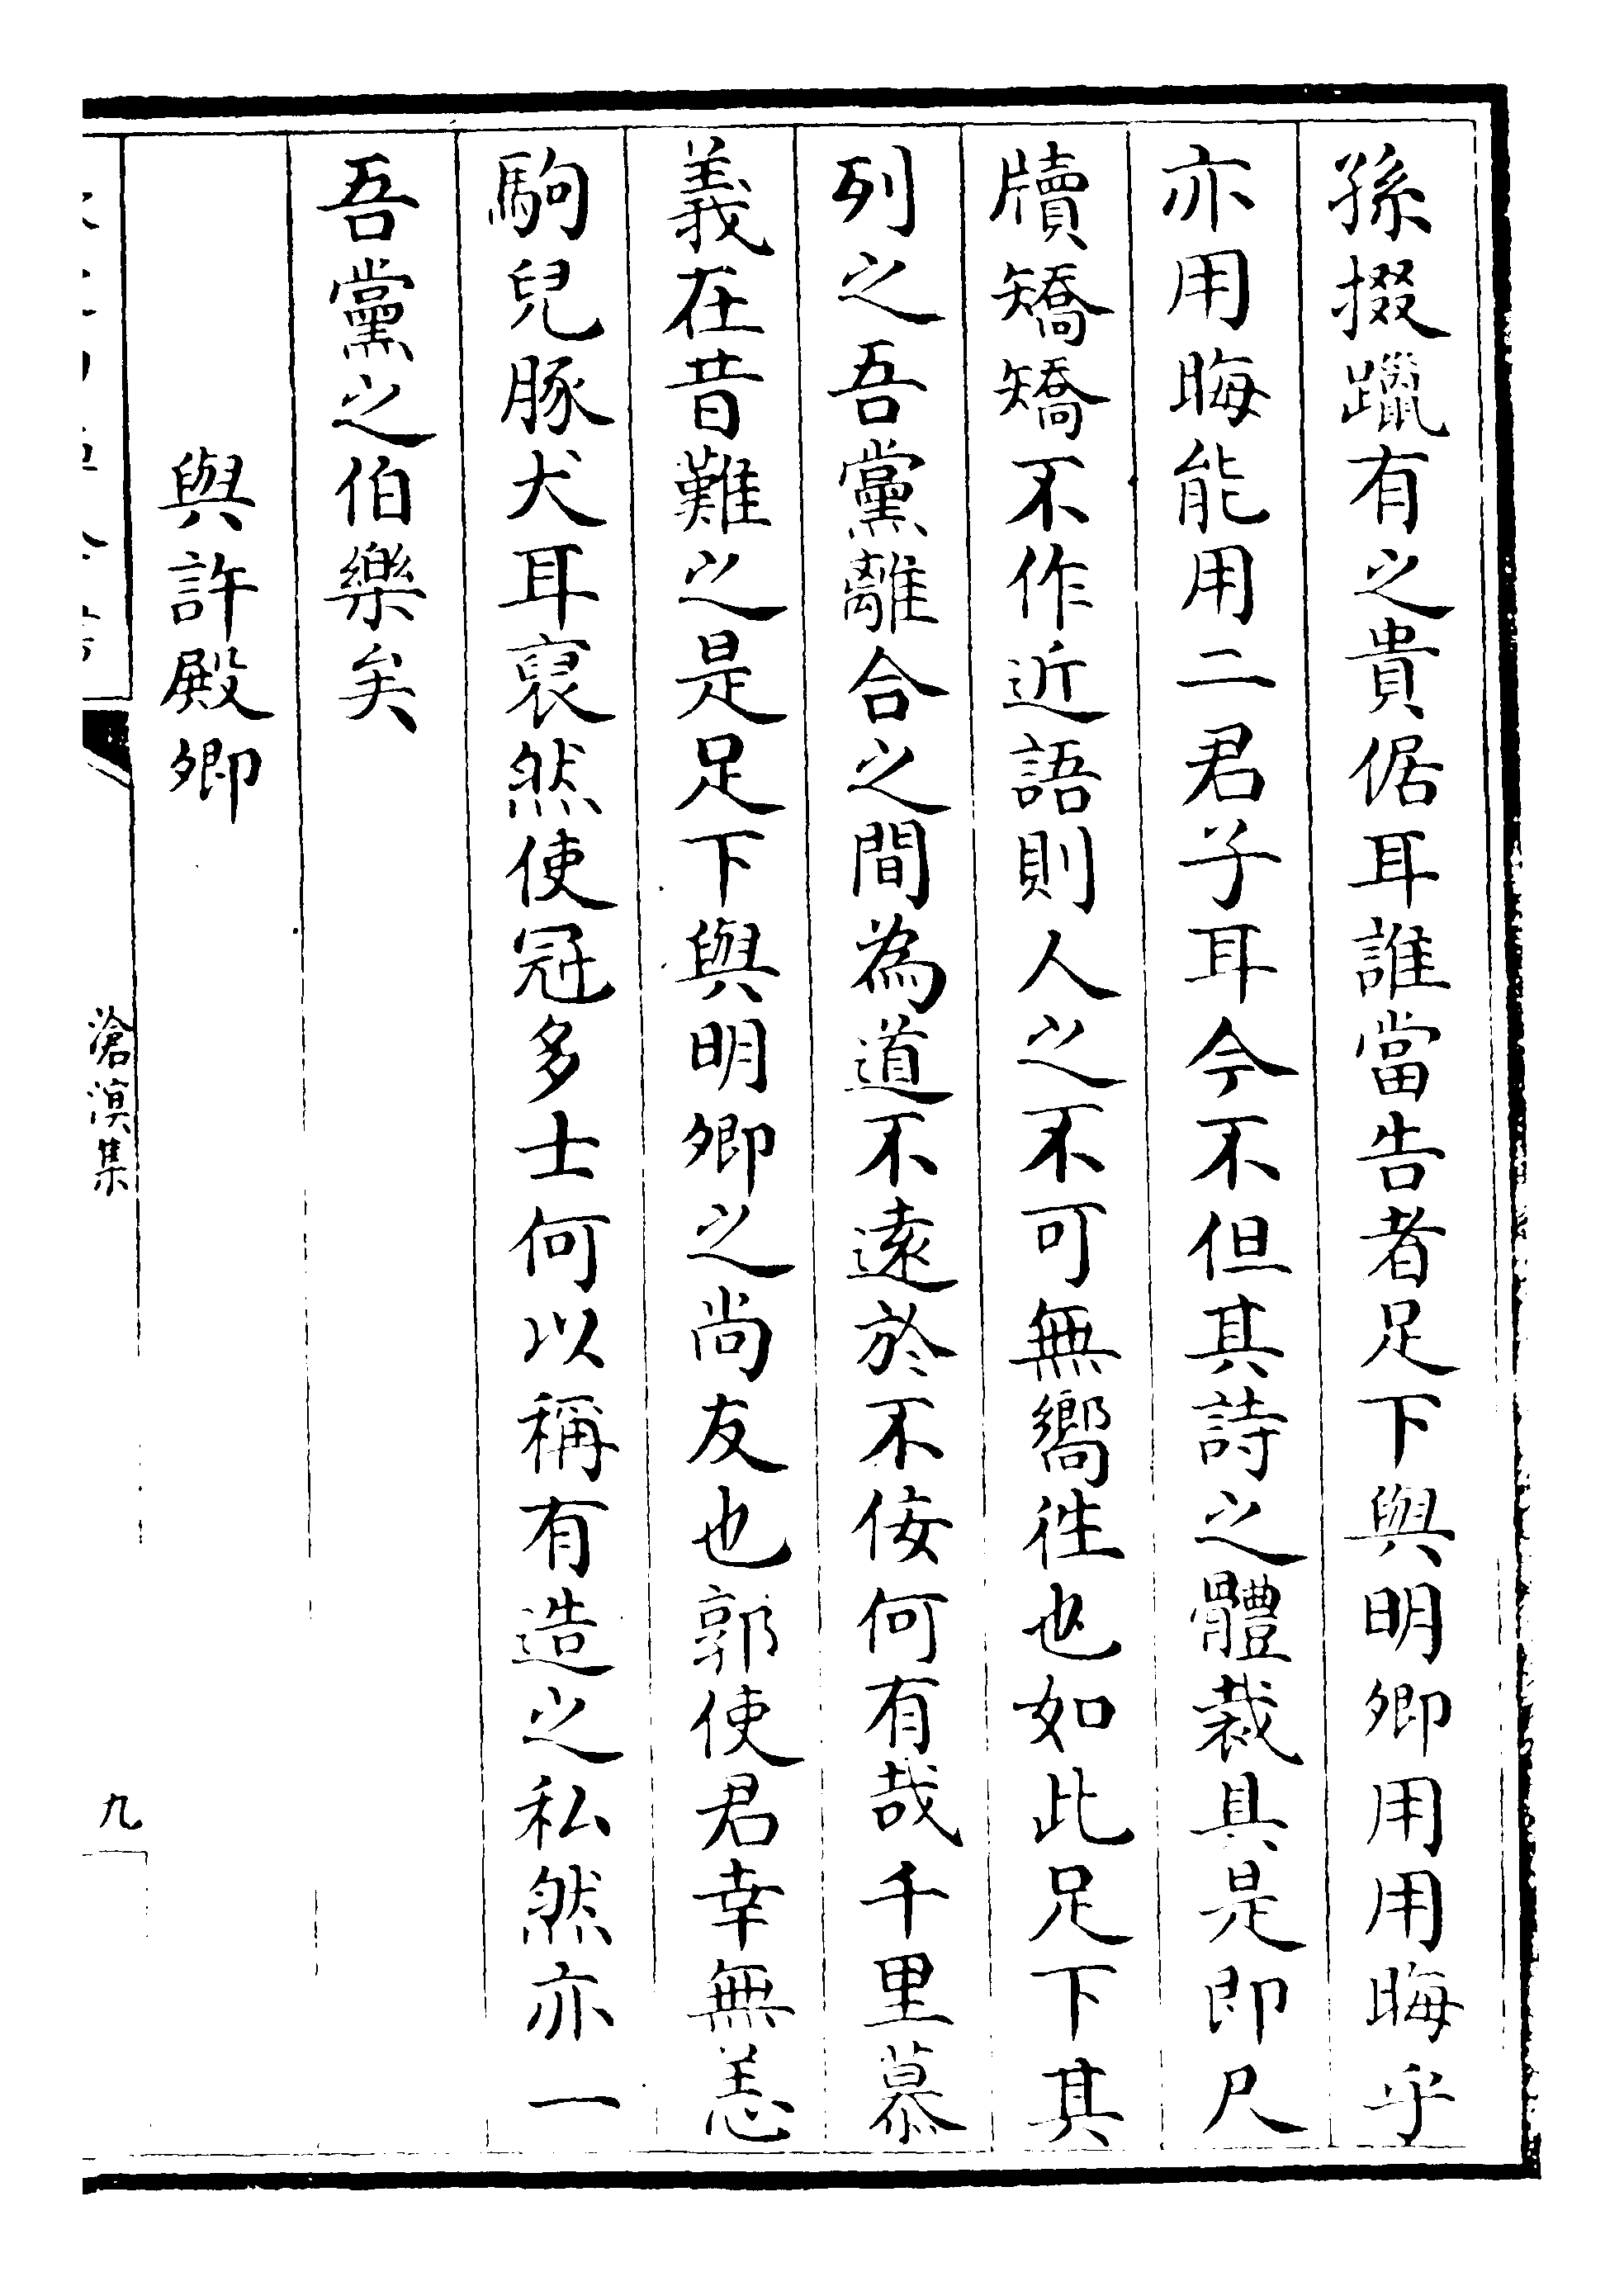 孫掇躐有之貴倨耳誰當告者足下與明卿用用晦乎
亦用晦能用二君子耳今不但其詩之體裁具是即尺
牘矯矯不作近語則人之不可無嚮徃也如此足下其
列之吾黨離合之間為道不遠於不佞何有哉千里慕
義在昔難之是足下與明卿之尚友也郭使君幸無恙
駒兒豚犬耳裒然使冠多士何以稱有造之私然亦一
吾黨之伯樂矣
與許殿卿
滄溟集
九